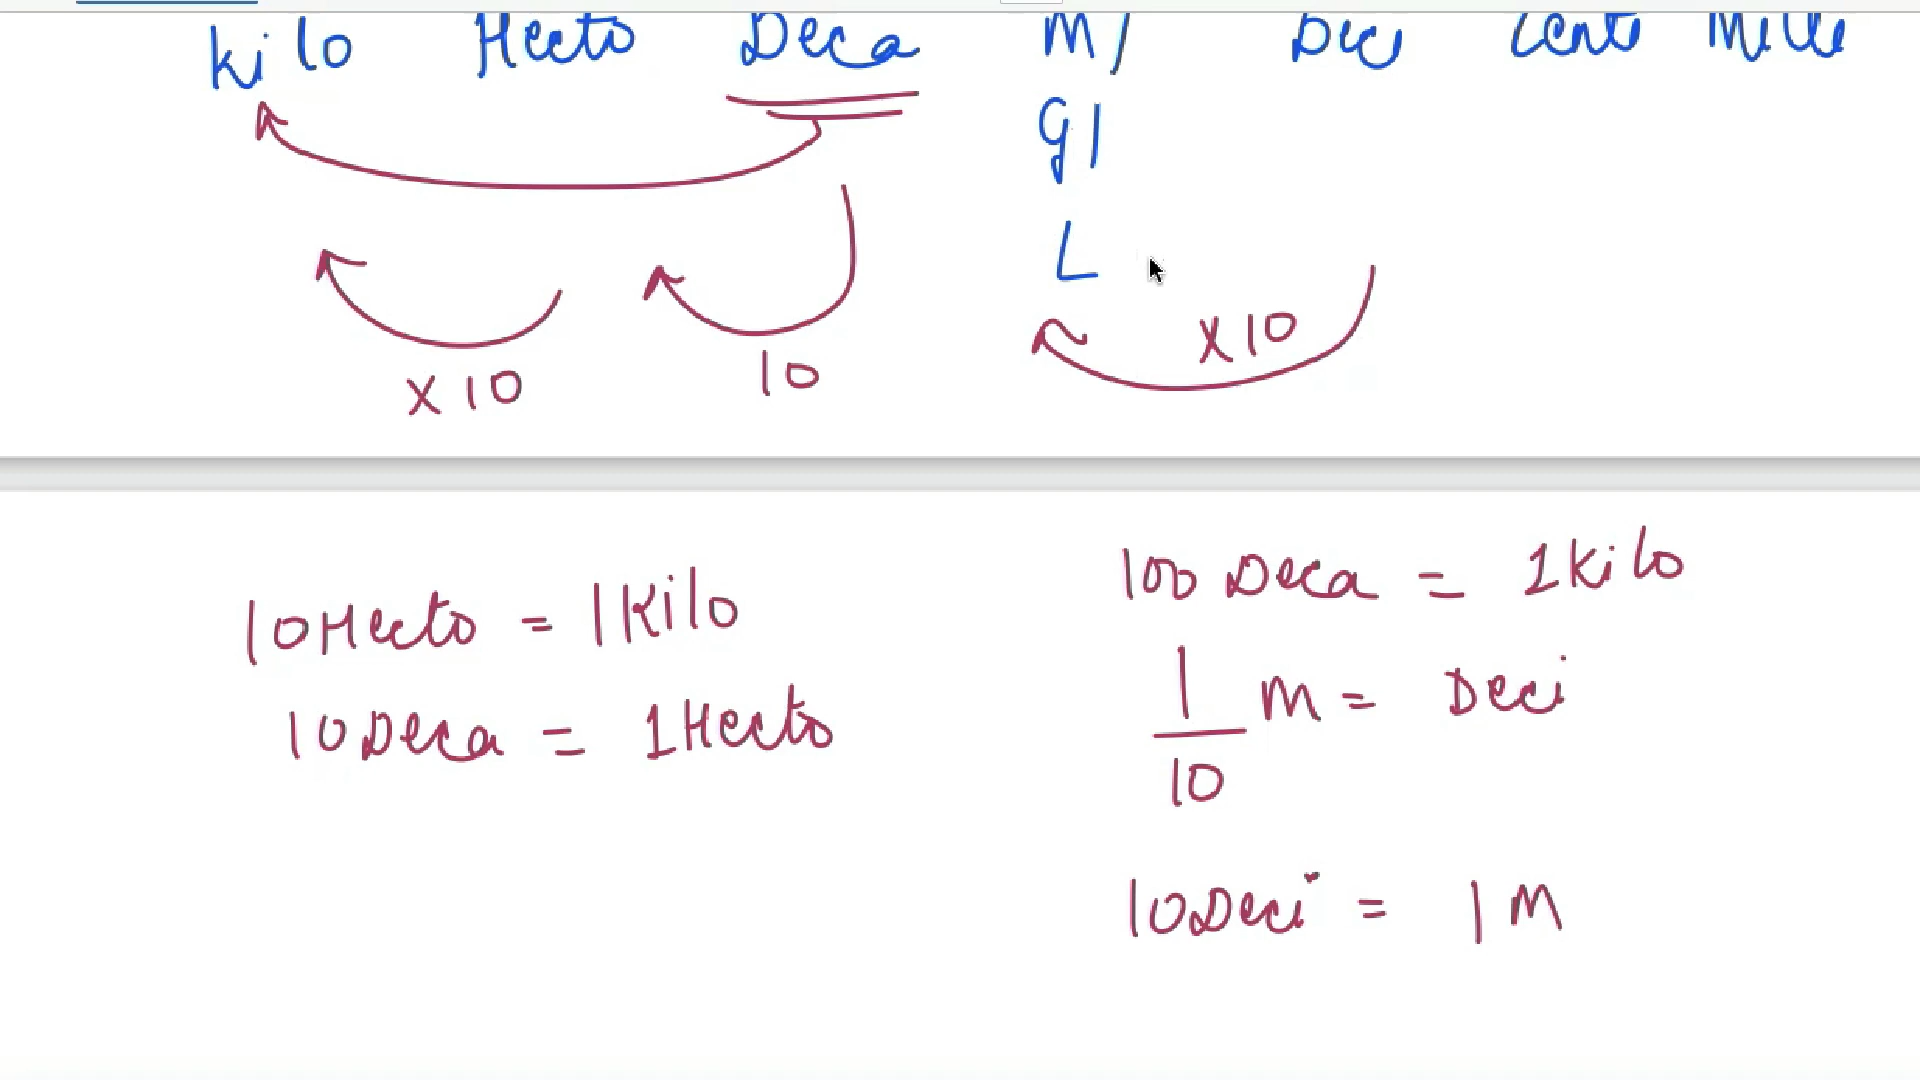 Kilo Hecto Deca M/ Deci Centi Mille
G/
L
x10
x10 10
10 Hecto = 1 Kilo
10 Deca = 1 Hecto
100 Deca = 1 Kilo
1/10 M = Deci
10 Deci = 1 M